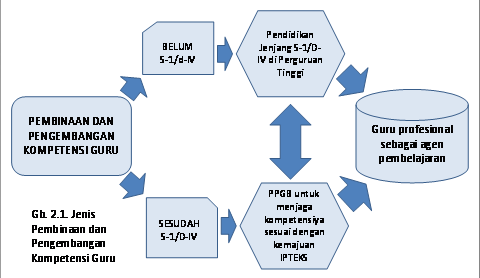 BELUM
S-1/d-IV
Pendidikan
Jenjang S-1/D-
IV di Perguruan
Tinggi
PEMBINAAN DAN
PENGEMBANGAN
KOMPETENSI GURU
Guru profesional
sebagai agen
pembelajaran
Gb. 2.1. Jenis
Pembinaan dan
Pengembangan
Kompetensi Guru
SESUDAH
S-1/D-IV
PPGB untuk
menjaga
kompetensiya
sesuai dengan
kemajuan
IPTEKS